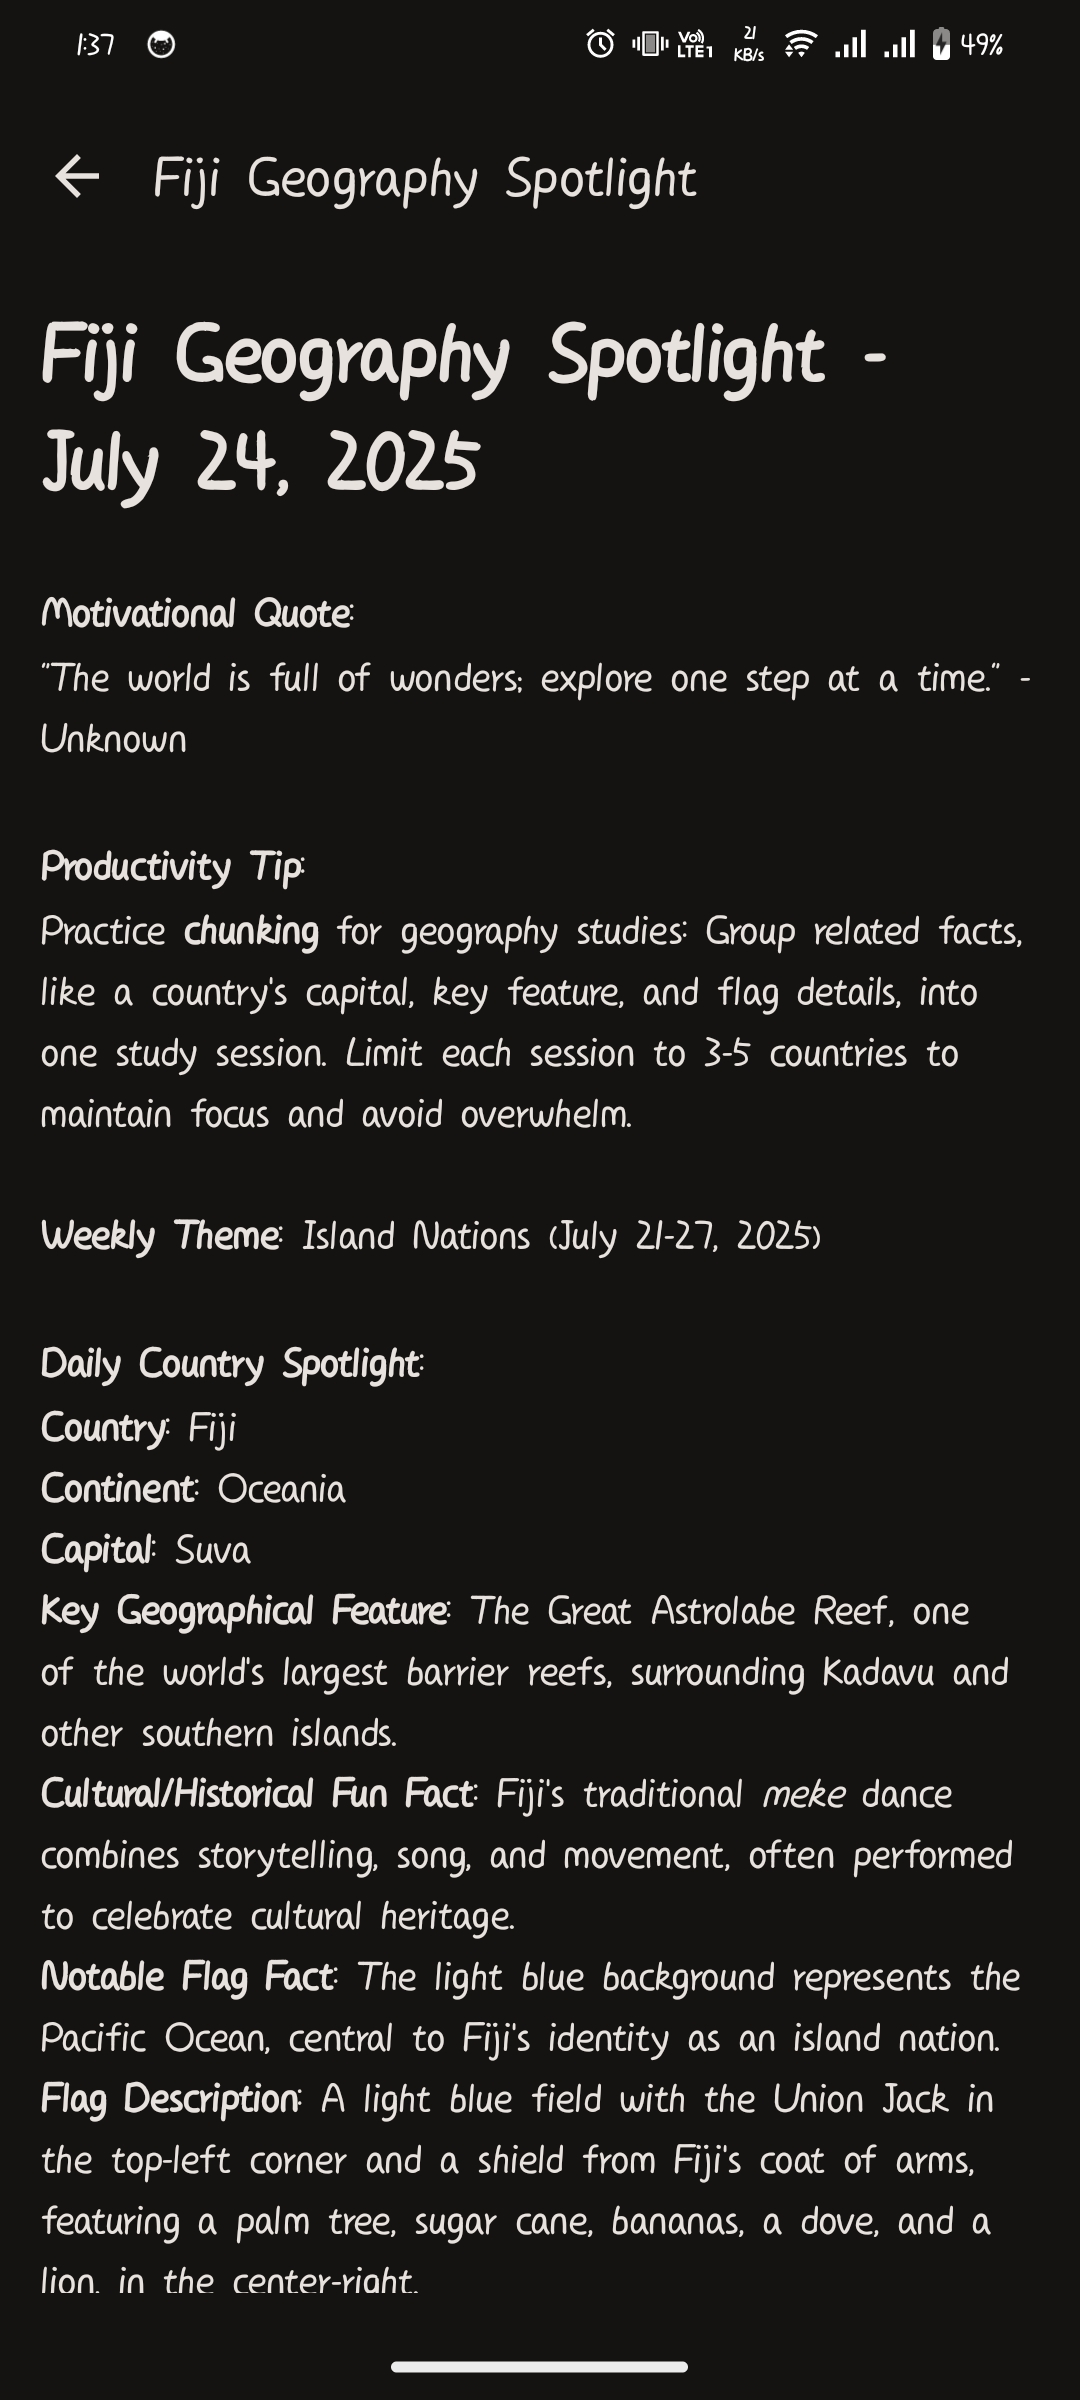 1:37
Vo))
LTE1
21
KB/s
49%
Fiji Geography Spotlight
Fiji Geography Spotlight -
July 24, 2025
Motivational Quote:
"The world is full of wonders; explore one step at a time." -
Unknown
Productivity Tip:
Practice chunking for geography studies: Group related facts,
like a country's capital, key feature, and flag details, into
one study session. Limit each session to 3-5 countries to
maintain focus and avoid overwhelm.
Weekly Theme: Island Nations (July 21-27, 2025)
Daily Country Spotlight:
Country: Fiji
Continent: Oceania
Capital: Suva
Key Geographical Feature: The Great Astrolabe Reef, one
of the world's largest barrier reefs, surrounding Kadavu and
other southern islands.
Cultural/Historical Fun Fact: Fiji's traditional meke dance
combines storytelling, song, and movement, often performed
to celebrate cultural heritage.
Notable Flag Fact: The light blue background represents the
Pacific Ocean, central to Fiji's identity as an island nation.
Flag Description: A light blue field with the Union Jack in
the top-left corner and a shield from Fiji's coat of arms,
featuring a palm tree, sugar cane, bananas, a dove, and a
lion, in the center-right.